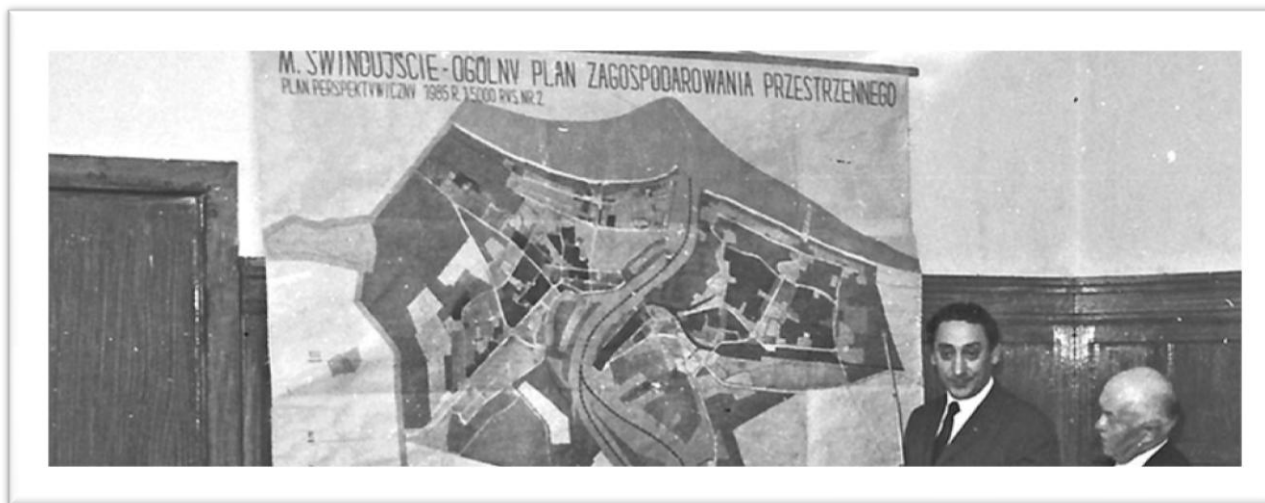 M. ŚWINOUJŚCIE - OGÓLNY PLAN ZAGOSPODAROWANIA PRZESTRZENNEGO
PLAN PERSPEKTYWICZNY 1985 R. 1:5000 RYS. NR. 2